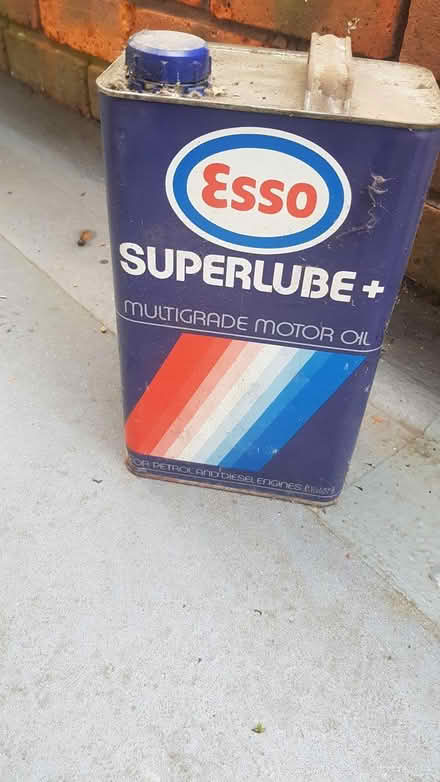 Esso
SUPERLUBE +
MULTIGRADE MOTOR OIL
FOR PETROL AND DIESEL ENGINES